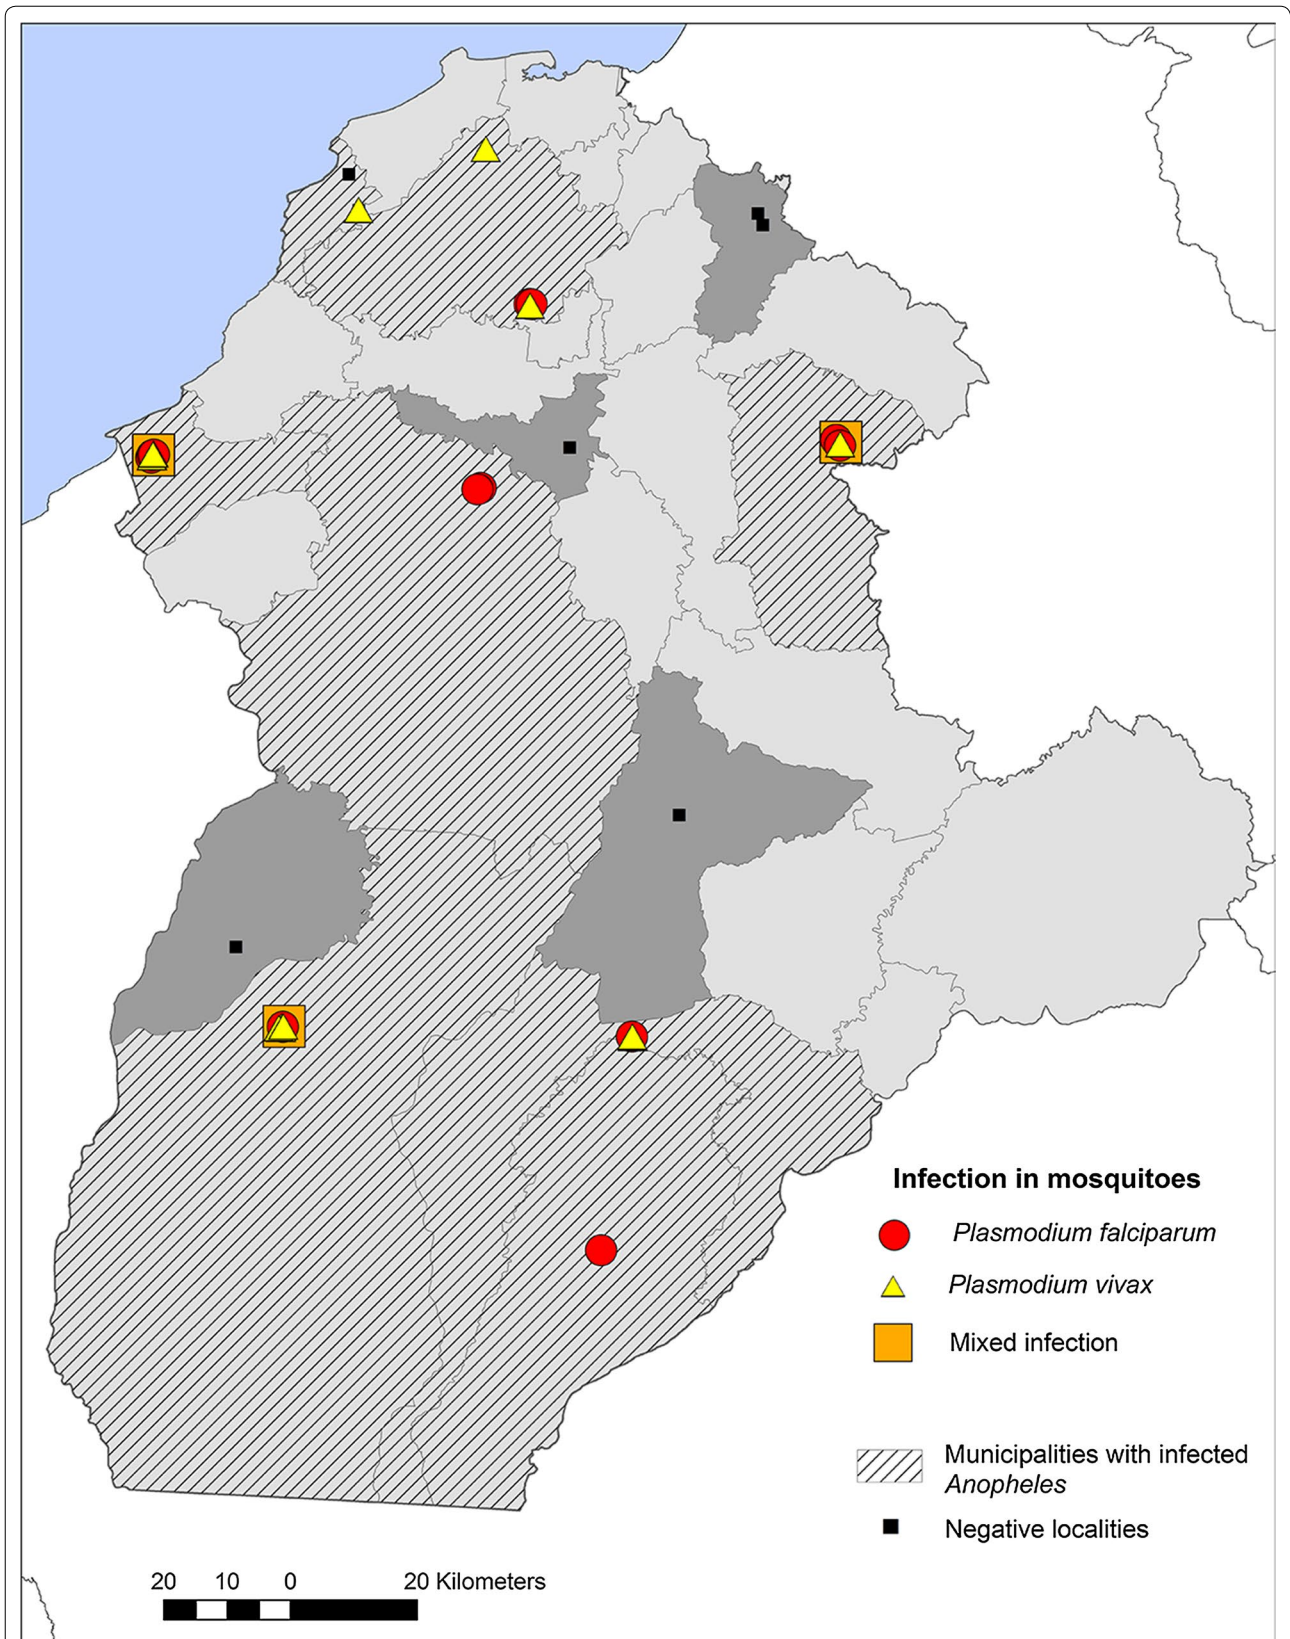 Infection in mosquitoes
Plasmodium falciparum
Plasmodium vivax
Mixed infection
Municipalities with infected
Anopheles
Negative localities
20 10 0 20 Kilometers